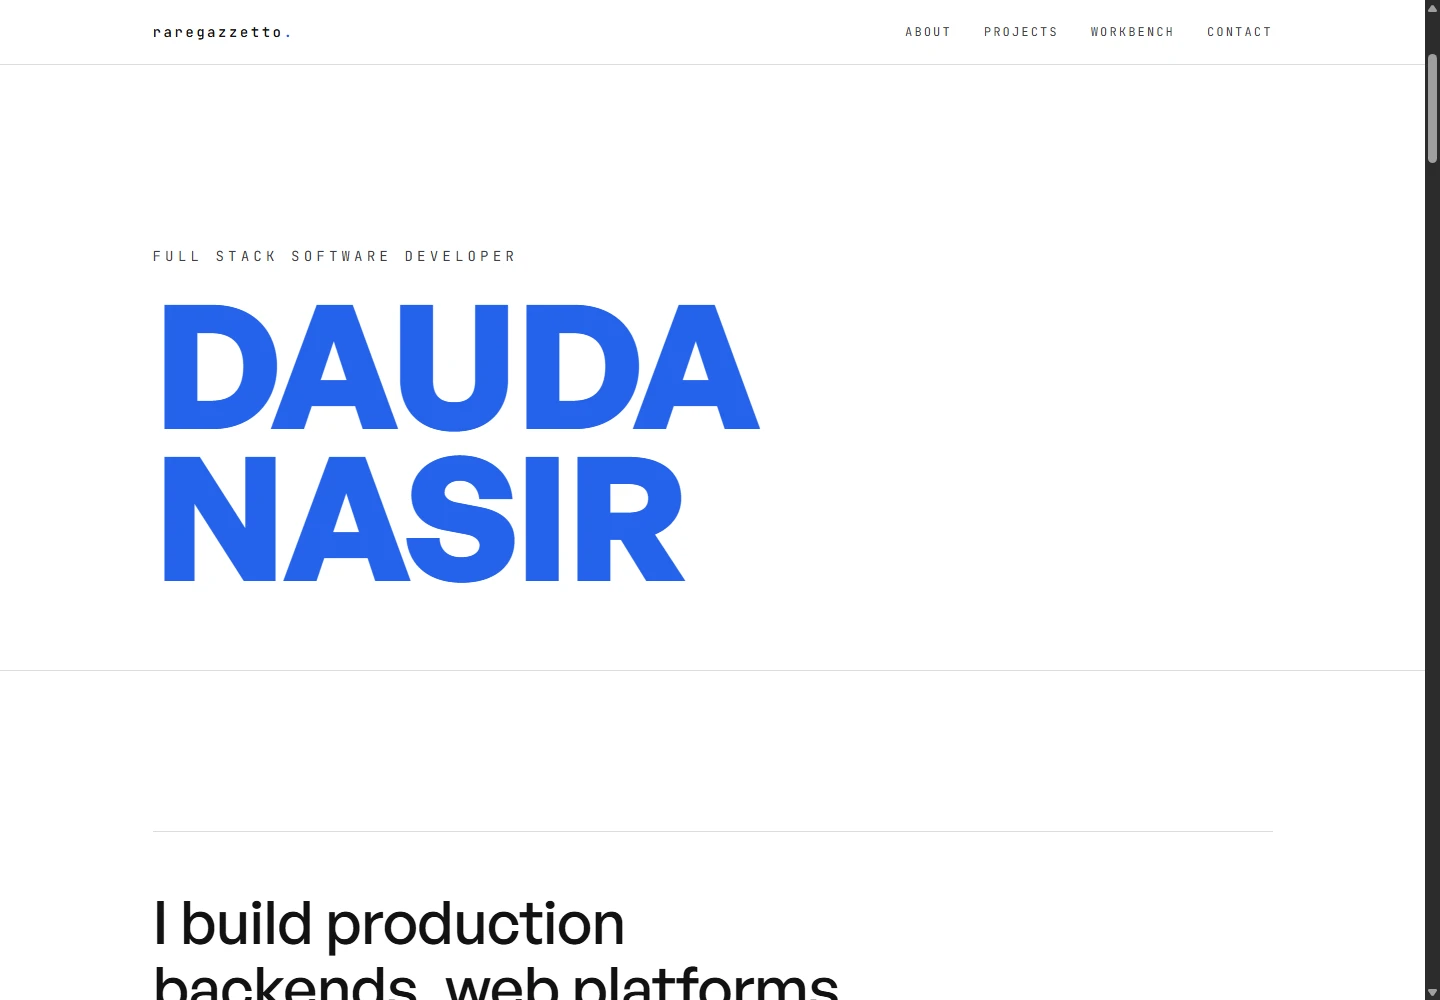 raregazzetto.
ABOUT PROJECTS WORKBENCH CONTACT
FULL STACK SOFTWARE DEVELOPER
DAUDA
NASIR
I build production
backends, web platforms